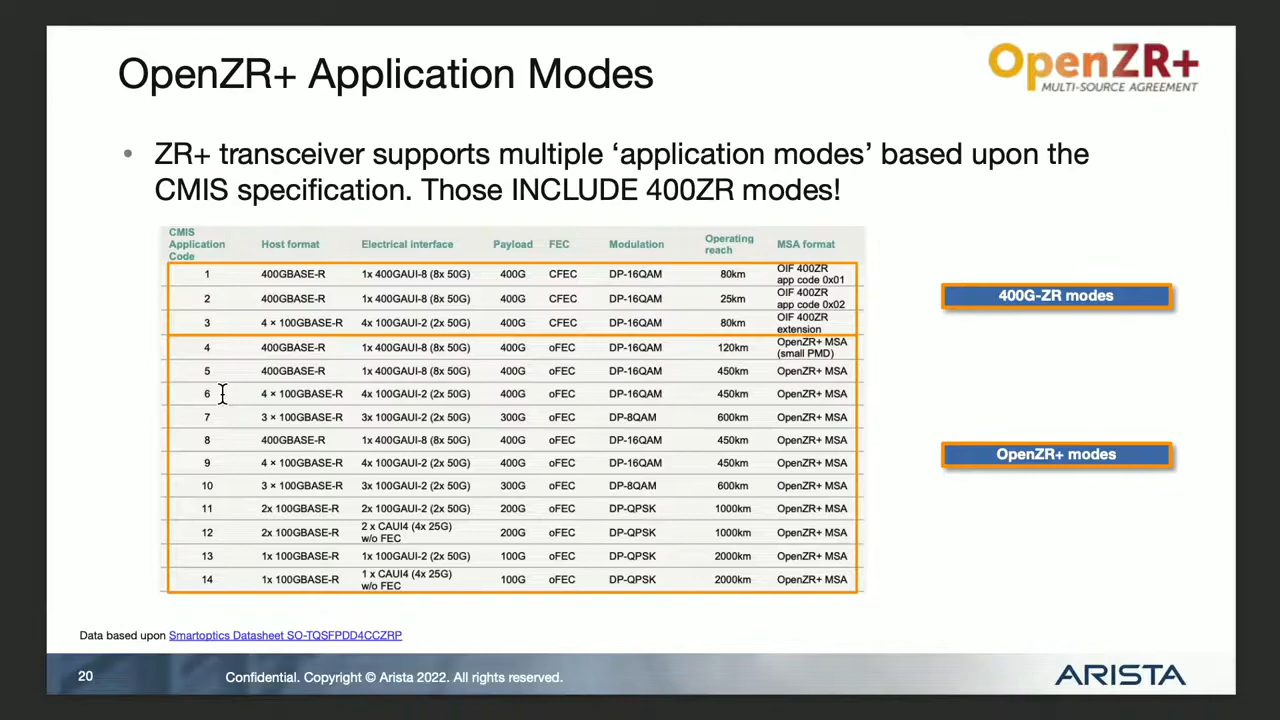 OpenZR+ Application Modes
OpenZR+
MULTI-SOURCE AGREEMENT
• ZR+ transceiver supports multiple ‘application modes’ based upon the
CMIS specification. Those INCLUDE 400ZR modes!
CMIS Application Code Host format Electrical interface Payload FEC Modulation Operating reach MSA format
1 400GBASE-R 1x 400GAUI-8 (8x 50G) 400G CFEC DP-16QAM 80km OIF 400ZR app code 0x01
2 400GBASE-R 1x 400GAUI-8 (8x 50G) 400G CFEC DP-16QAM 25km OIF 400ZR app code 0x02
3 4 × 100GBASE-R 4x 100GAUI-2 (2x 50G) 400G CFEC DP-16QAM 80km OIF 400ZR extension
4 400GBASE-R 1x 400GAUI-8 (8x 50G) 400G oFEC DP-16QAM 120km OpenZR+ MSA (small PMD)
5 400GBASE-R 1x 400GAUI-8 (8x 50G) 400G oFEC DP-16QAM 450km OpenZR+ MSA
6 4 × 100GBASE-R 4x 100GAUI-2 (2x 50G) 400G oFEC DP-16QAM 450km OpenZR+ MSA
7 3 × 100GBASE-R 3x 100GAUI-2 (2x 50G) 300G oFEC DP-8QAM 600km OpenZR+ MSA
8 400GBASE-R 1x 400GAUI-8 (8x 50G) 400G oFEC DP-16QAM 450km OpenZR+ MSA
9 4 × 100GBASE-R 4x 100GAUI-2 (2x 50G) 400G oFEC DP-16QAM 450km OpenZR+ MSA
10 3 × 100GBASE-R 3x 100GAUI-2 (2x 50G) 300G oFEC DP-8QAM 600km OpenZR+ MSA
11 2x 100GBASE-R 2x 100GAUI-2 (2x 50G) 200G oFEC DP-QPSK 1000km OpenZR+ MSA
12 2x 100GBASE-R 2 x CAUI4 (4x 25G) w/o FEC 200G oFEC DP-QPSK 1000km OpenZR+ MSA
13 1x 100GBASE-R 1x 100GAUI-2 (2x 50G) 100G oFEC DP-QPSK 2000km OpenZR+ MSA
14 1x 100GBASE-R 1 x CAUI4 (4x 25G) w/o FEC 100G oFEC DP-QPSK 2000km OpenZR+ MSA
400G-ZR modes
OpenZR+ modes
Data based upon Smartoptics Datasheet SO-TQSFPDD4CCZRP
20
Confidential. Copyright © Arista 2022. All rights reserved.
ARISTA